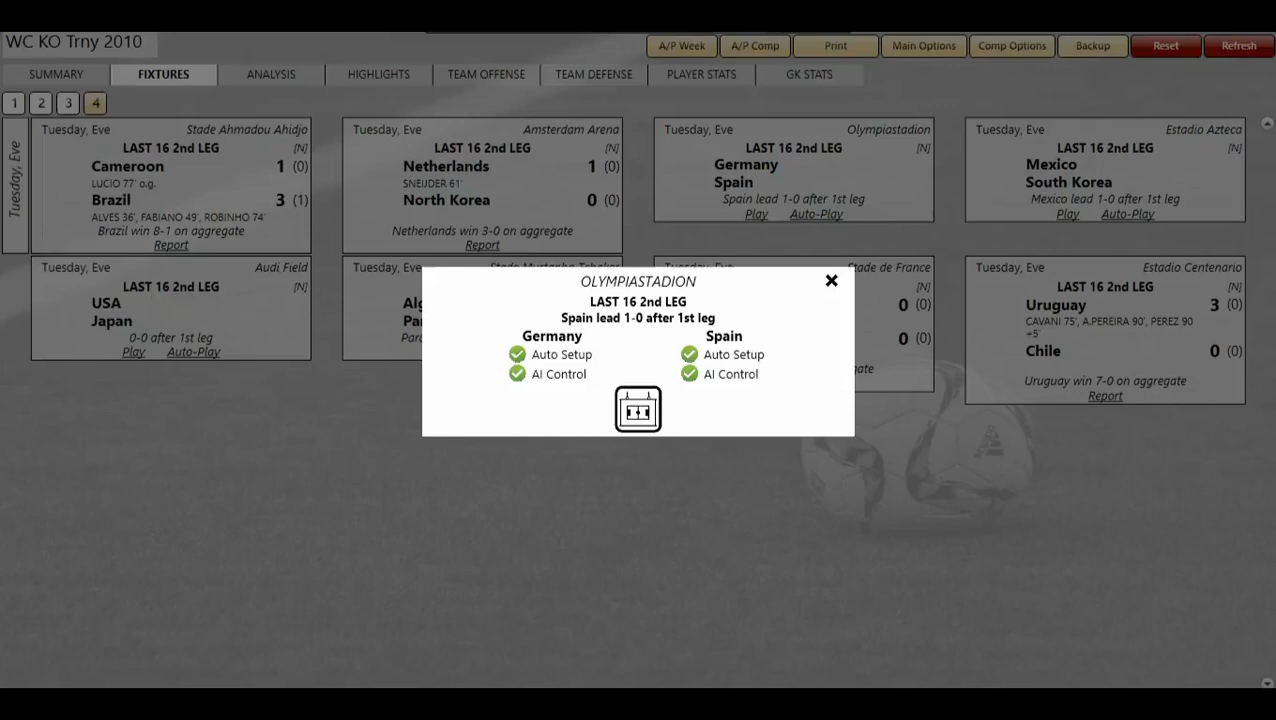 WC KO Trny 2010
A/P Week
A/P Comp
Print
Main Options
Comp Options
Backup
Reset
Refresh
SUMMARY
FIXTURES
ANALYSIS
HIGHLIGHTS
TEAM OFFENSE
TEAM DEFENSE
PLAYER STATS
GK STATS
1
2
3
4
Tuesday, Eve
Tuesday, Eve Stade Ahmadou Ahidjo
LAST 16 2nd LEG [N]
Cameroon 1 (0)
LUCIO 77' o.g.
Brazil 3 (1)
ALVES 36', FABIANO 49', ROBINHO 74'
Brazil win 8-1 on aggregate
Report
Tuesday, Eve Amsterdam Arena
LAST 16 2nd LEG [N]
Netherlands 1 (0)
SNEIJDER 61'
North Korea 0 (0)
Netherlands win 3-0 on aggregate
Report
Tuesday, Eve Olympiastadion
LAST 16 2nd LEG [N]
Germany
Spain
Spain lead 1-0 after 1st leg
Play Auto-Play
Tuesday, Eve Estadio Azteca
LAST 16 2nd LEG [N]
Mexico
South Korea
Mexico lead 1-0 after 1st leg
Play Auto-Play
Tuesday, Eve Audi Field
LAST 16 2nd LEG [N]
USA
Japan
0-0 after 1st leg
Play Auto-Play
Tuesday, Eve
Tuesday, Eve Stade de France
[N]
0 (0)
0 (0)
Tuesday, Eve Estadio Centenario
LAST 16 2nd LEG [N]
Uruguay 3 (0)
CAVANI 75', A.PEREIRA 90', PEREZ 90
+5'
Chile 0 (0)
Uruguay win 7-0 on aggregate
Report
OLYMPIASTADION
LAST 16 2nd LEG
Spain lead 1-0 after 1st leg
Germany Spain
Auto Setup Auto Setup
AI Control AI Control